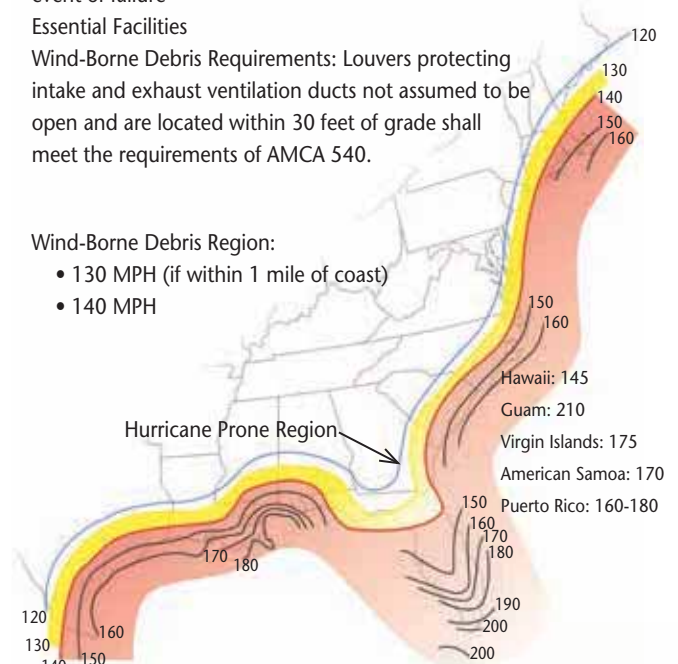 event of failure
Essential Facilities
Wind-Borne Debris Requirements: Louvers protecting
intake and exhaust ventilation ducts not assumed to be
open and are located within 30 feet of grade shall
meet the requirements of AMCA 540.
Wind-Borne Debris Region:
• 130 MPH (if within 1 mile of coast)
• 140 MPH
120
130
140
150
160
150
160
Hawaii: 145
Guam: 210
Virgin Islands: 175
American Samoa: 170
Puerto Rico: 160-180
Hurricane Prone Region
150
160
170
180
190
200
200
170
180
120
130
140
150
160